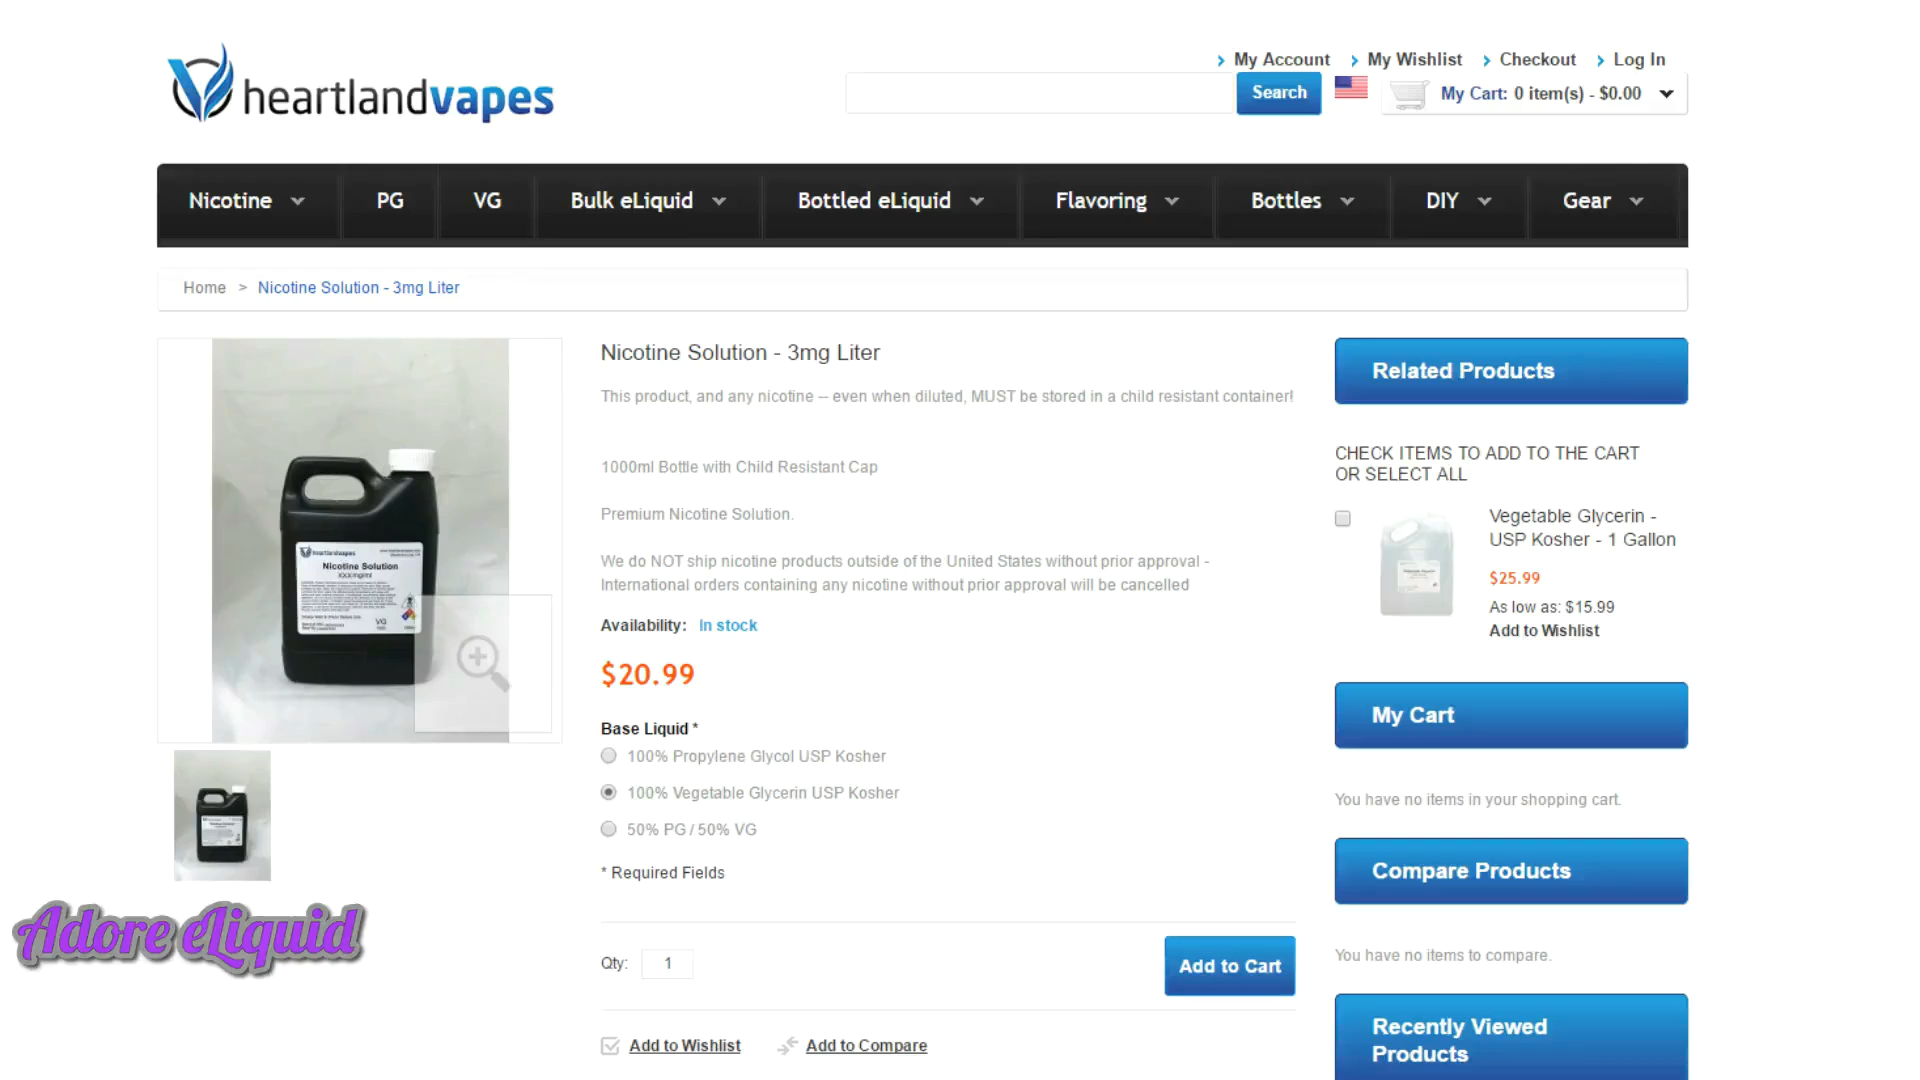 heartlandvapes
My Account
My Wishlist
Checkout
Log In
Search
My Cart: 0 item(s) - $0.00
Nicotine
PG
VG
Bulk eLiquid
Bottled eLiquid
Flavoring
Bottles
DIY
Gear
Home > Nicotine Solution - 3mg Liter
Nicotine Solution - 3mg Liter
This product, and any nicotine -- even when diluted, MUST be stored in a child resistant container!
1000ml Bottle with Child Resistant Cap
Premium Nicotine Solution.
We do NOT ship nicotine products outside of the United States without prior approval -
International orders containing any nicotine without prior approval will be cancelled
Availability: In stock
$20.99
Base Liquid *
100% Propylene Glycol USP Kosher
100% Vegetable Glycerin USP Kosher
50% PG / 50% VG
* Required Fields
Qty: 1
Add to Cart
Add to Wishlist
Add to Compare
heartlandvapes
Nicotine Solution
XXXmg/ml
VG
Adore eLiquid
Related Products
CHECK ITEMS TO ADD TO THE CART
OR SELECT ALL
Vegetable Glycerin -
USP Kosher - 1 Gallon
$25.99
As low as: $15.99
Add to Wishlist
My Cart
You have no items in your shopping cart.
Compare Products
You have no items to compare.
Recently Viewed
Products